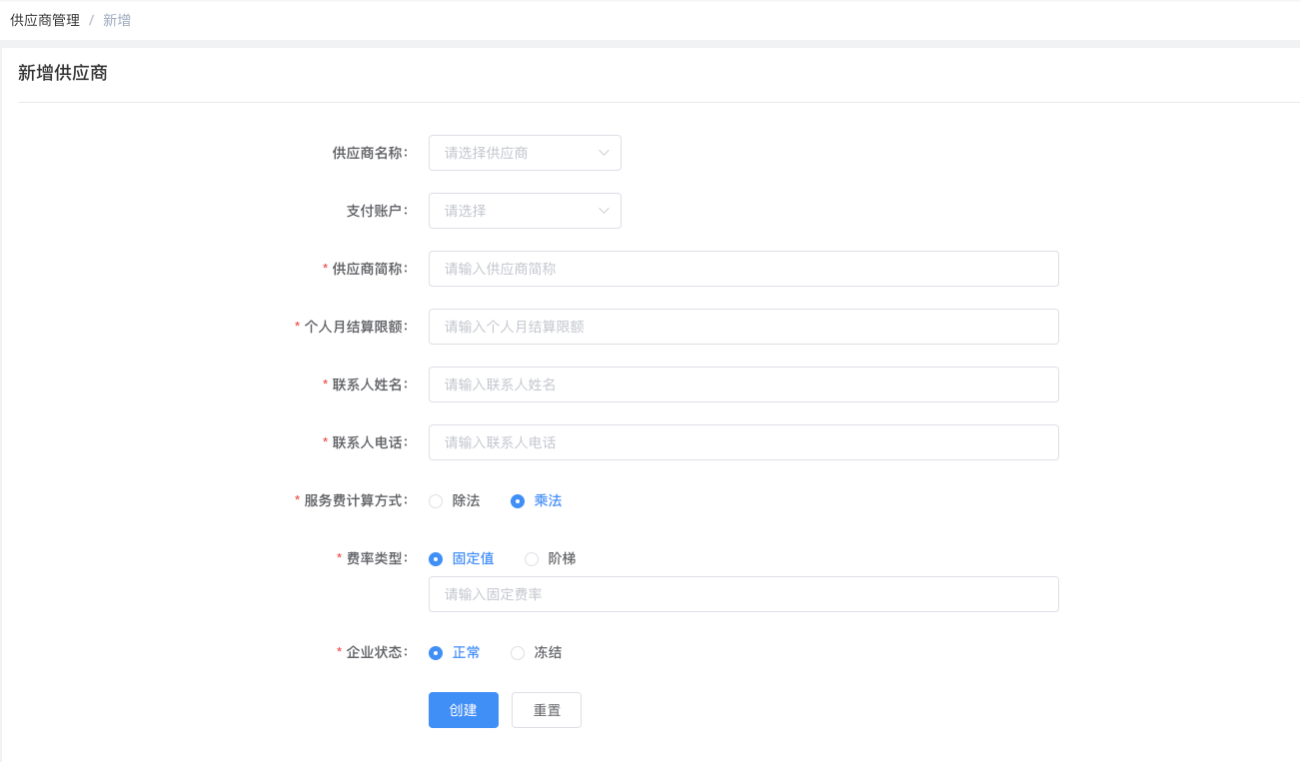 供应商管理 / 新增
新增供应商
供应商名称: 请选择供应商
支付账户: 请选择
* 供应商简称: 请输入供应商简称
* 个人月结算限额: 请输入个人月结算限额
* 联系人姓名: 请输入联系人姓名
* 联系人电话: 请输入联系人电话
* 服务费计算方式: 除法 乘法
* 费率类型: 固定值 阶梯
请输入固定费率
* 企业状态: 正常 冻结
创建 重置